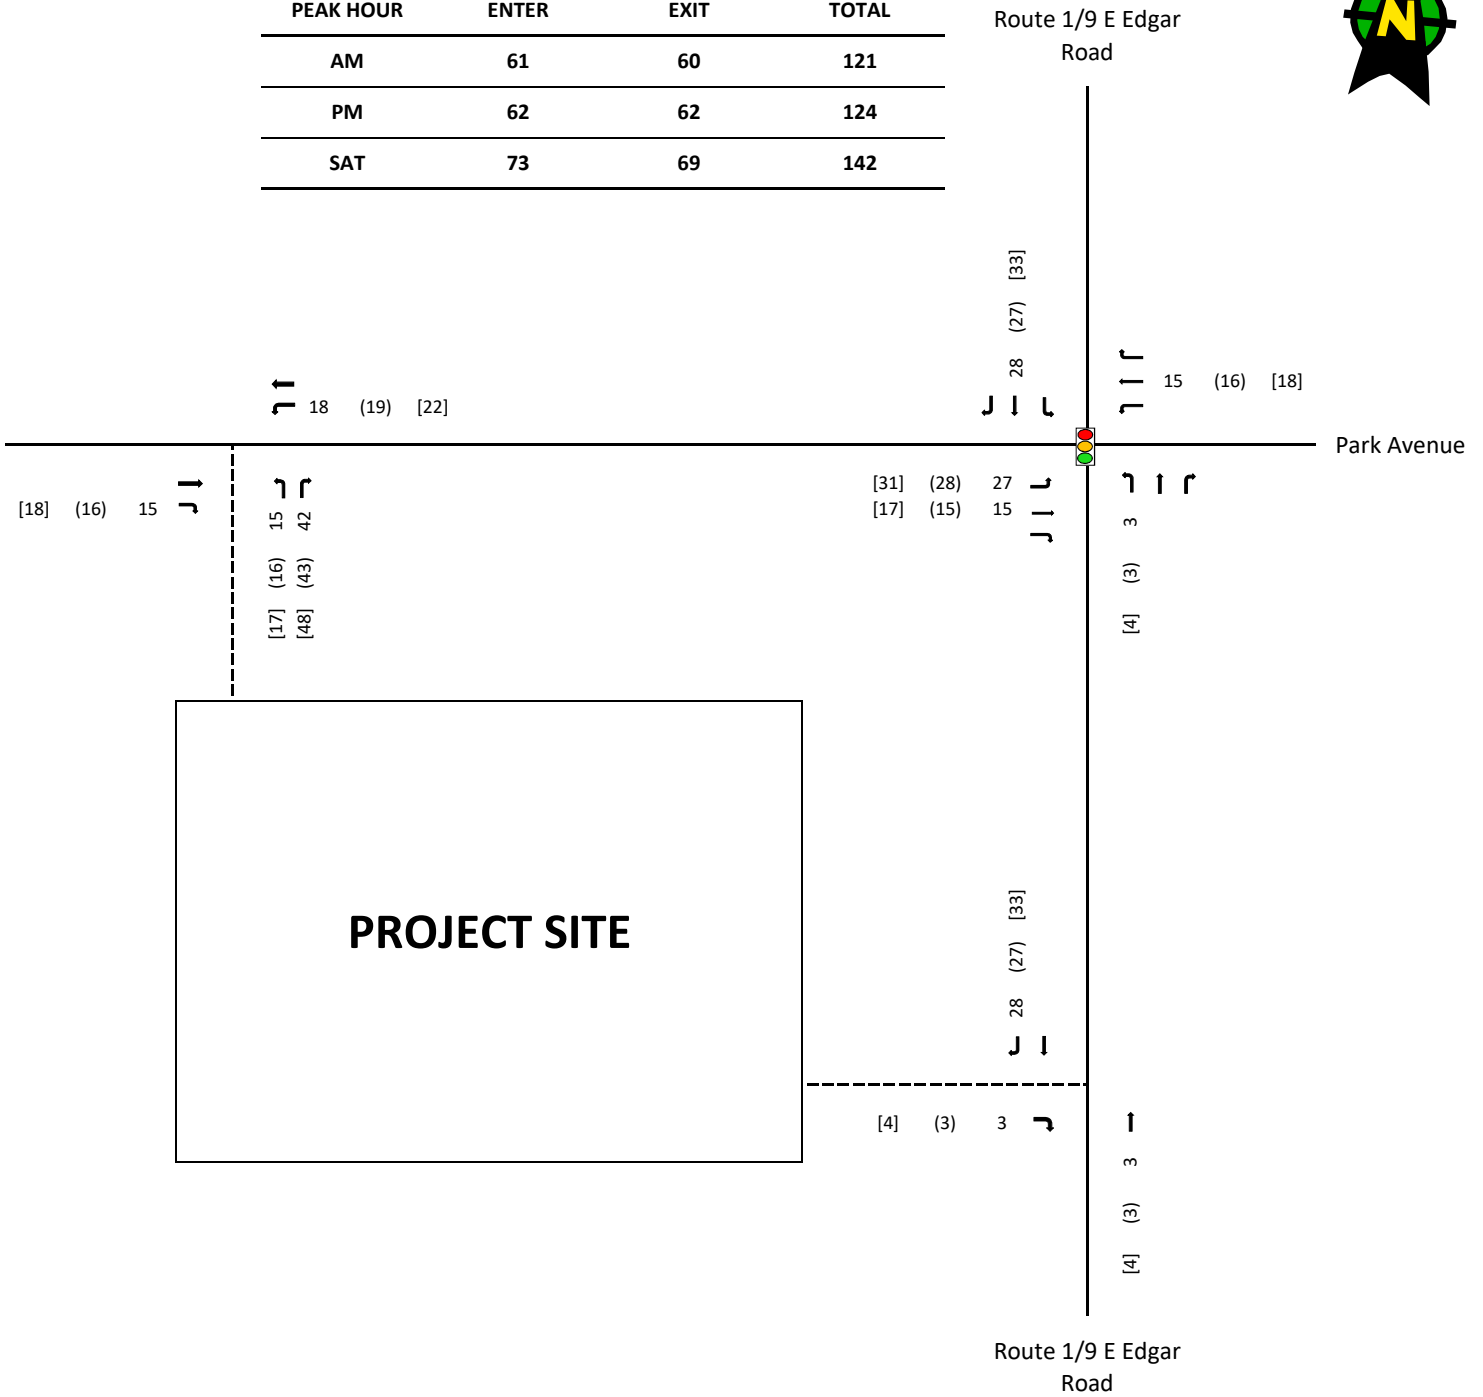 PEAK HOUR ENTER EXIT TOTAL
AM 61 60 121
PM 62 62 124
SAT 73 69 142
Route 1/9 E Edgar
Road
N
28 (27) [33]
15 (16) [18]
18 (19) [22]
Park Avenue
[18] (16) 15
15 (16) [17]
42 (43) [48]
[31] (28) 27
[17] (15) 15
3 (3) [4]
PROJECT SITE
28 (27) [33]
[4] (3) 3
3 (3) [4]
Route 1/9 E Edgar
Road